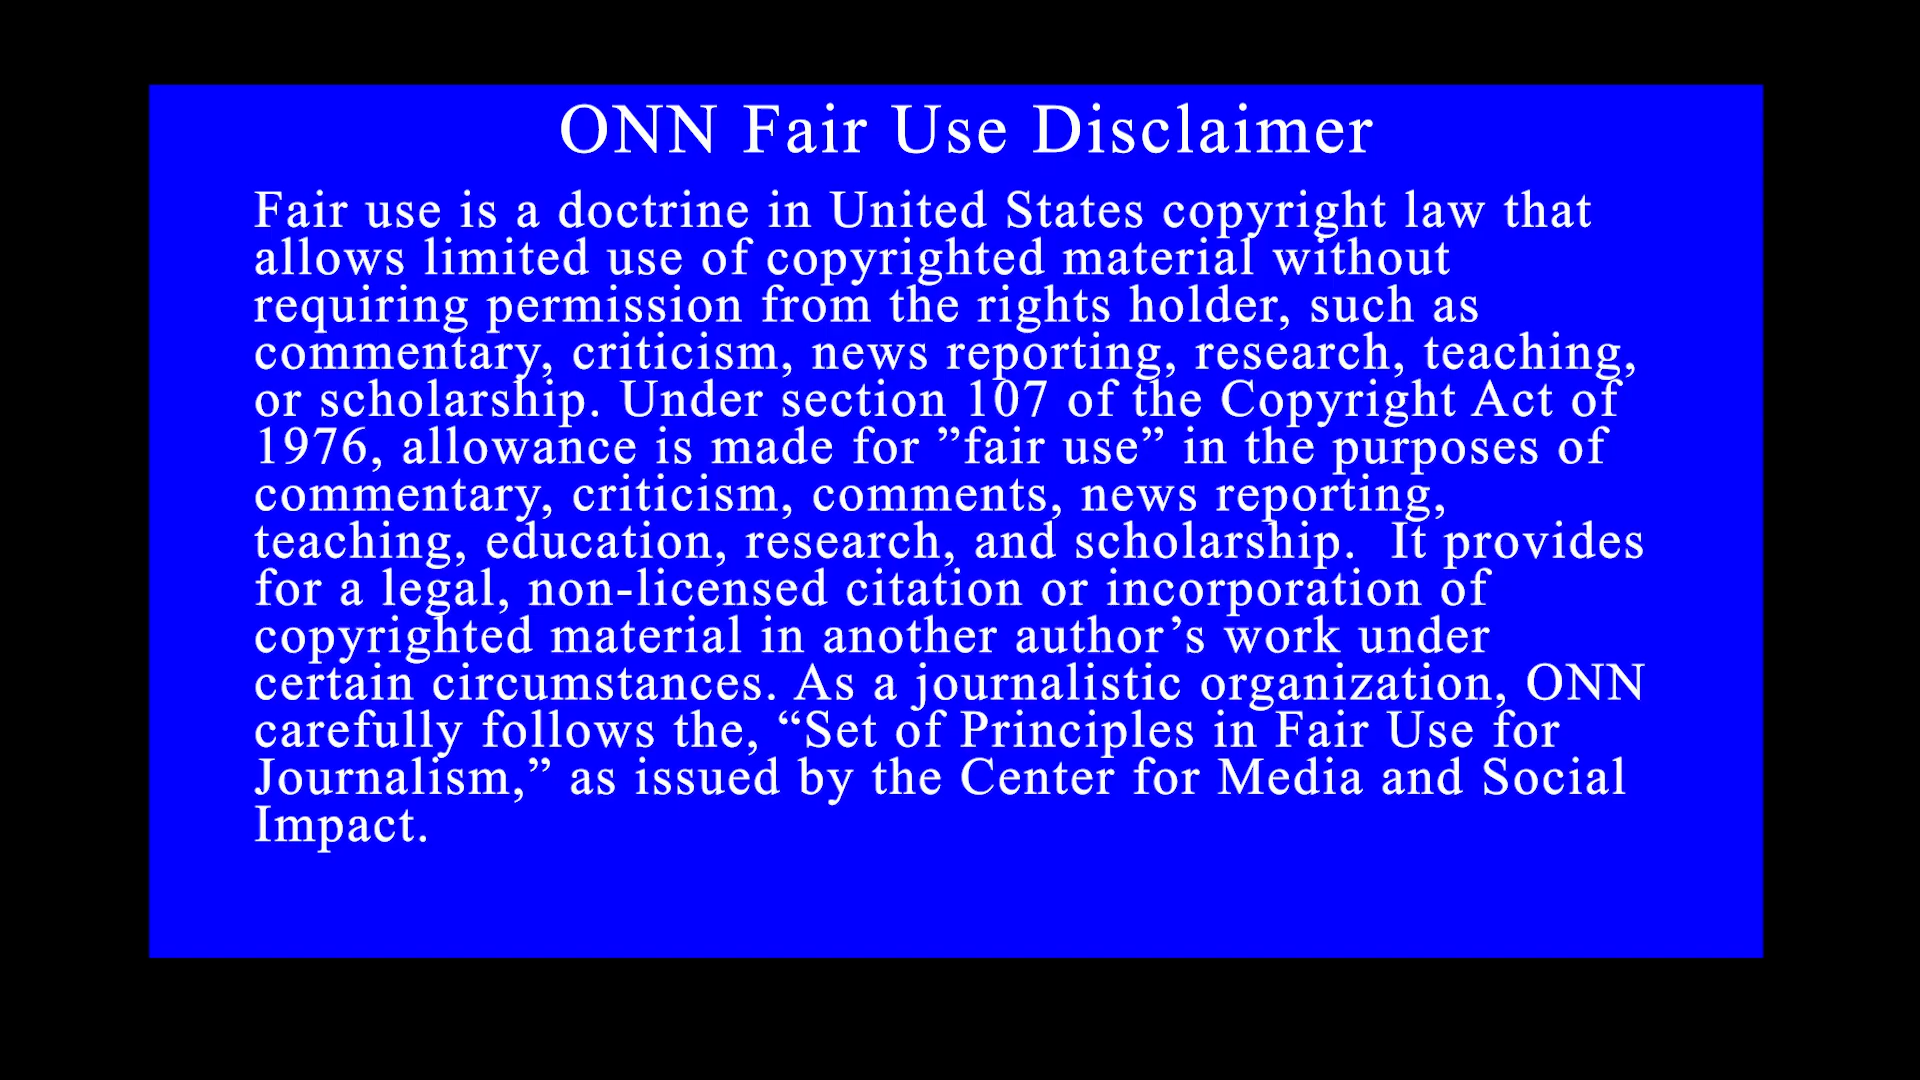 ONN Fair Use Disclaimer
Fair use is a doctrine in United States copyright law that
allows limited use of copyrighted material without
requiring permission from the rights holder, such as
commentary, criticism, news reporting, research, teaching,
or scholarship. Under section 107 of the Copyright Act of
1976, allowance is made for ”fair use” in the purposes of
commentary, criticism, comments, news reporting,
teaching, education, research, and scholarship.  It provides
for a legal, non-licensed citation or incorporation of
copyrighted material in another author’s work under
certain circumstances. As a journalistic organization, ONN
carefully follows the, “Set of Principles in Fair Use for
Journalism,” as issued by the Center for Media and Social
Impact.